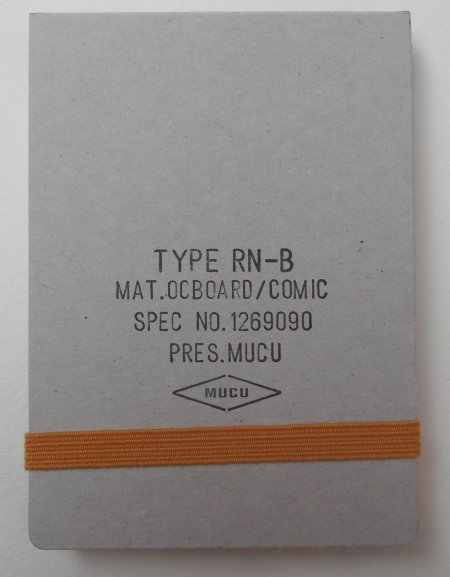 TYPE RN-B
MAT.OCBOARD/COMIC
SPEC NO.1269090
PRES.MUCU
MUCU